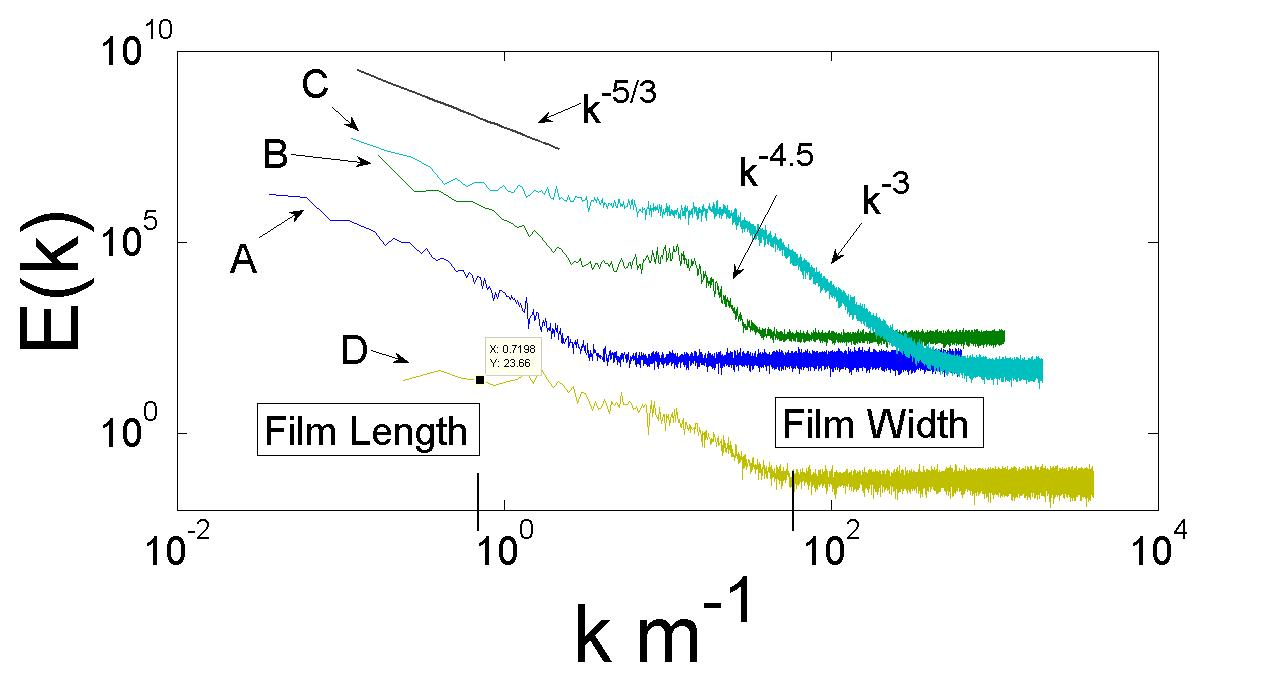 10^10
C
k^-5/3
B
k^-4.5
k^-3
E(k)
10^5
A
D
X: 0.7198
Y: 23.66
Film Length
Film Width
10^0
10^-2
10^0
10^2
10^4
k m^-1